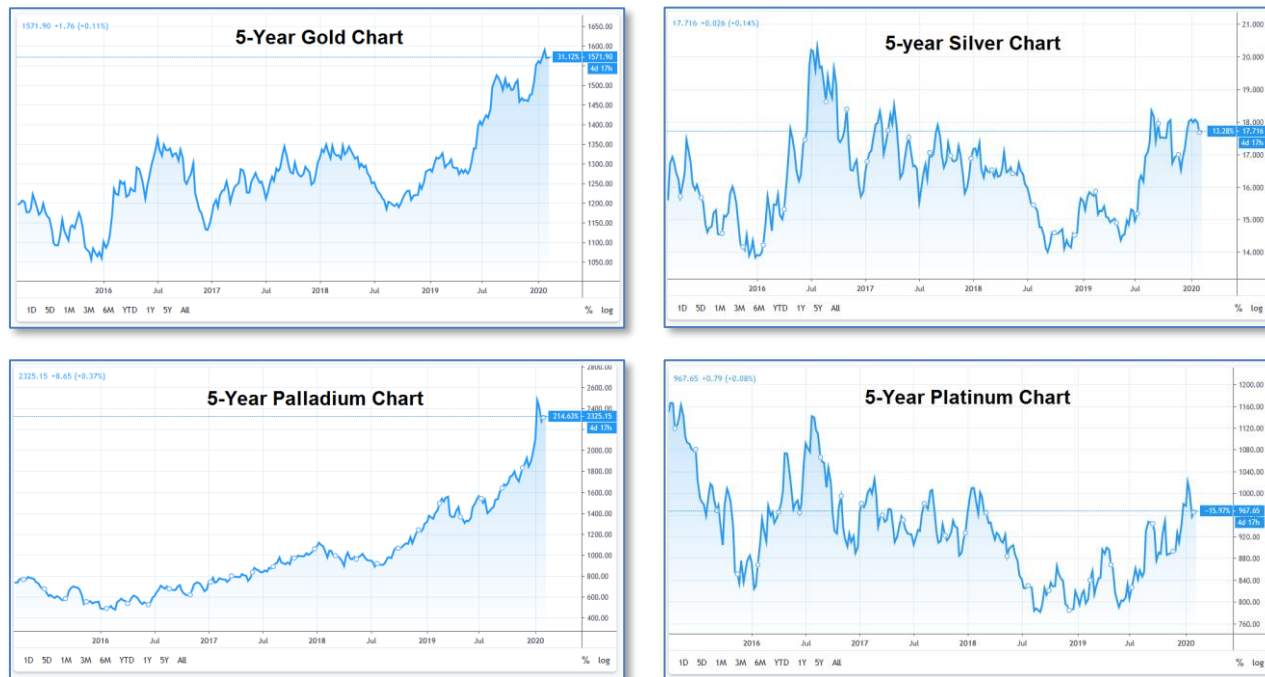 1571.90 +1.76 (+0.11%)
5-Year Gold Chart
1650.00
1600.00
31.12% 1571.90
4d 17h
1500.00
1450.00
1400.00
1350.00
1300.00
1250.00
1200.00
1150.00
1100.00
1050.00
2016 Jul 2017 Jul 2018 Jul 2019 Jul 2020
1D 5D 1M 3M 6M YTD 1Y 5Y All % log
17.716 +0.026 (+0.14%)
5-year Silver Chart
21.000
20.000
19.000
18.000
13.28% 17.716
4d 17h
17.000
16.000
15.000
14.000
2016 Jul 2017 Jul 2018 Jul 2019 Jul 2020
1D 5D 1M 3M 6M YTD 1Y 5Y All % log
2325.15 +8.65 (+0.37%)
5-Year Palladium Chart
2800.00
2600.00
2400.00
214.63% 2325.15
4d 17h
2000.00
1800.00
1600.00
1400.00
1200.00
1000.00
800.00
600.00
400.00
2016 Jul 2017 Jul 2018 Jul 2019 Jul 2020
1D 5D 1M 3M 6M YTD 1Y 5Y All % log
967.65 +0.79 (+0.08%)
5-Year Platinum Chart
1200.00
1160.00
1120.00
1080.00
1040.00
1000.00
−15.97% 967.65
4d 17h
920.00
880.00
840.00
800.00
760.00
2016 Jul 2017 Jul 2018 Jul 2019 Jul 2020
1D 5D 1M 3M 6M YTD 1Y 5Y All % log